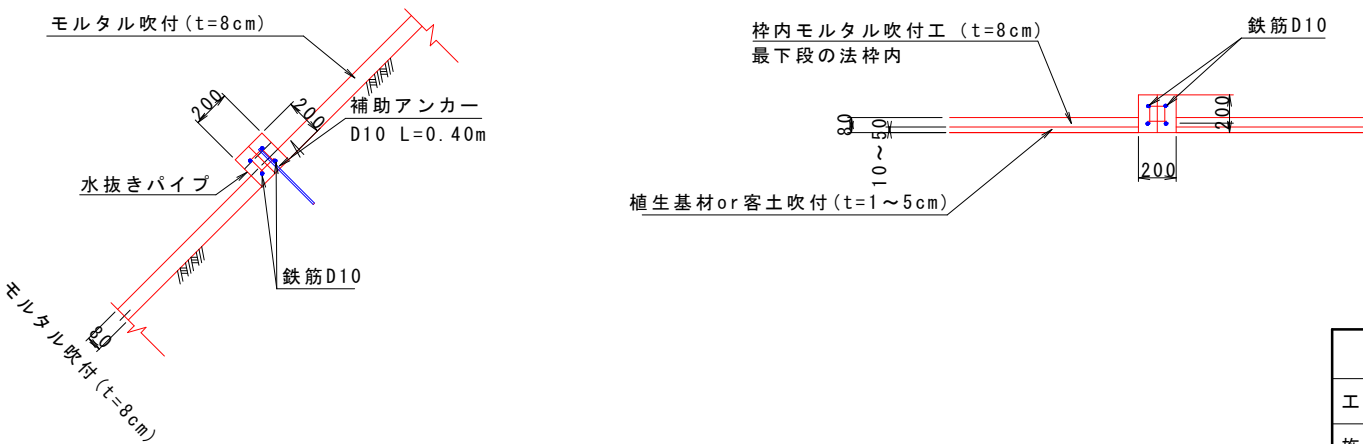 モルタル吹付(t=8cm)
200
200
補助アンカー
D10 L=0.40m
水抜きパイプ
鉄筋D10
80
モルタル吹付(t=8cm)
枠内モルタル吹付工 (t=8cm)
最下段の法枠内
鉄筋D10
80
10～50
200
200
植生基材or客土吹付(t=1～5cm)
工